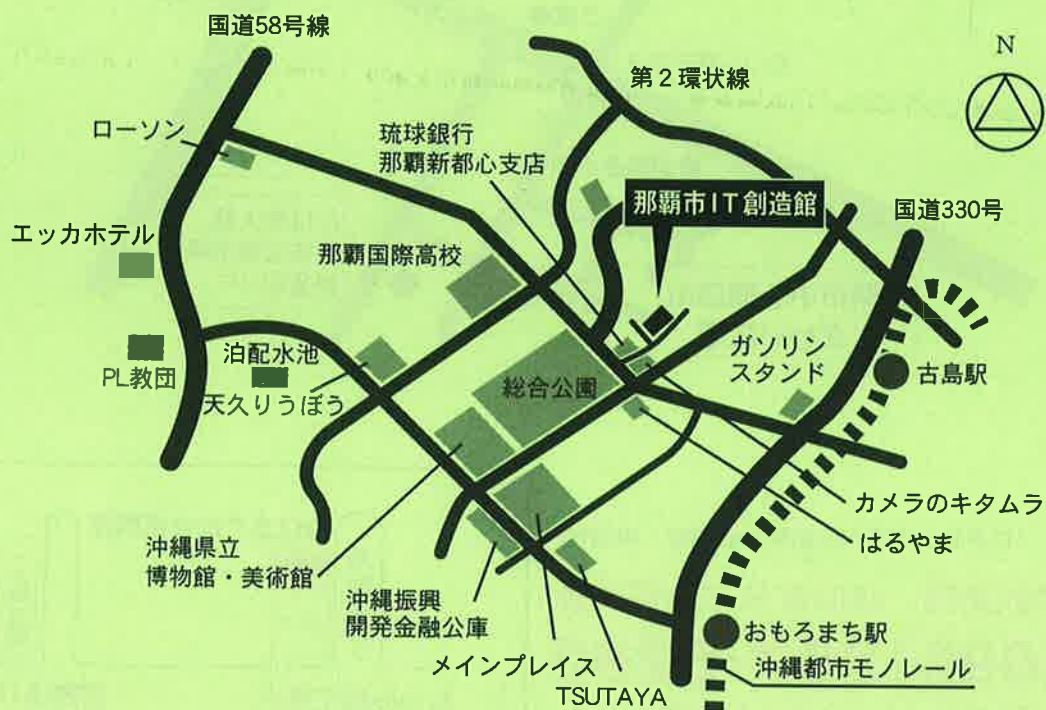 国道58号線
第2環状線
N
ローソン
琉球銀行
那覇新都心支店
那覇市IT創造館
国道330号
エッカホテル
那覇国際高校
泊配水池
PL教団
天久りうぼう
総合公園
ガソリン
スタンド
古島駅
カメラのキタムラ
はるやま
沖縄県立
博物館・美術館
沖縄振興
開発金融公庫
おもろまち駅
メインプレイス
沖縄都市モノレール
TSUTAYA